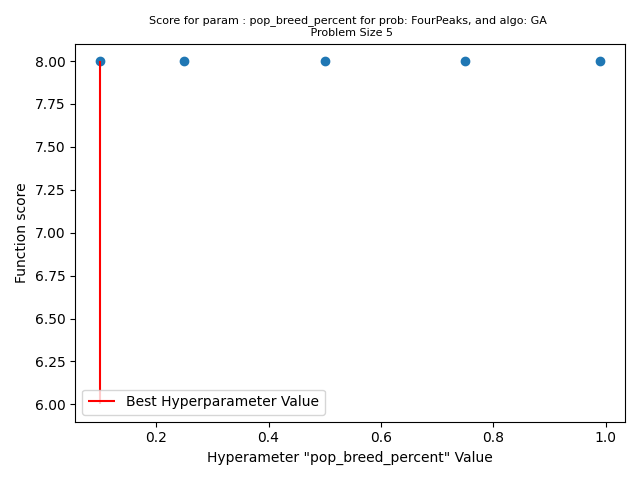 Score for param : pop_breed_percent for prob: FourPeaks, and algo: GA
Problem Size 5
Function score
8.00
7.75
7.50
7.25
7.00
6.75
6.50
6.25
6.00
Best Hyperparameter Value
0.2
0.4
0.6
0.8
1.0
Hyperameter "pop_breed_percent" Value